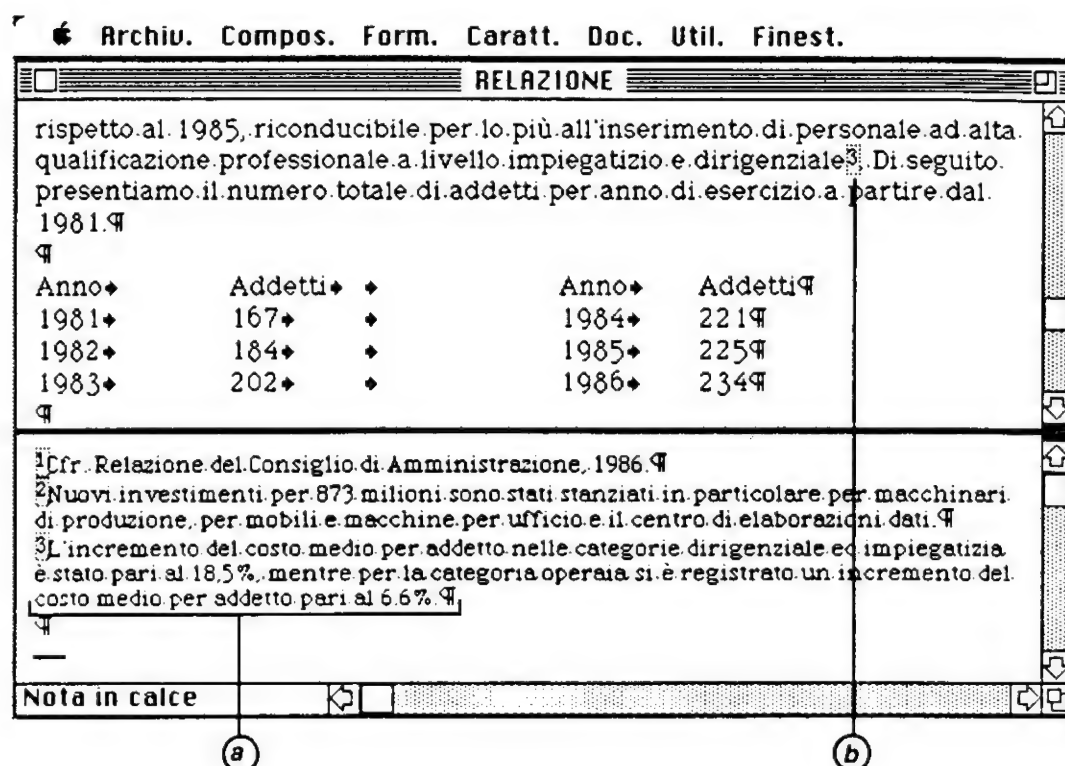 Archiv. Compos. Form. Caratt. Doc. Util. Finest.
RELAZIONE
rispetto al 1985, riconducibile per lo più all'inserimento di personale ad alta
qualificazione professionale a livello impiegatizio e dirigenziale3. Di seguito
presentiamo il numero totale di addetti per anno di esercizio a partire dal
1981.¶
¶
Anno Addetti Anno Addetti¶
1981 167 1984 221¶
1982 184 1985 225¶
1983 202 1986 234¶
¶
1Cfr. Relazione del Consiglio di Amministrazione, 1986.¶
2Nuovi investimenti per 873 milioni sono stati stanziati in particolare per macchinari
di produzione, per mobili e macchine per ufficio e il centro di elaborazioni dati.¶
3L'incremento del costo medio per addetto nelle categorie dirigenziale ed impiegatizia
è stato pari al 18,5%, mentre per la categoria operaia si è registrato un incremento del
costo medio per addetto pari al 6.6%.¶
¶
Nota in calce
a b